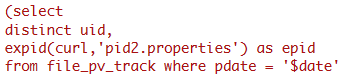 (select
distinct uid,
expid(curl,'pid2.properties') as epid
from file_pv_track where pdate = '$date'